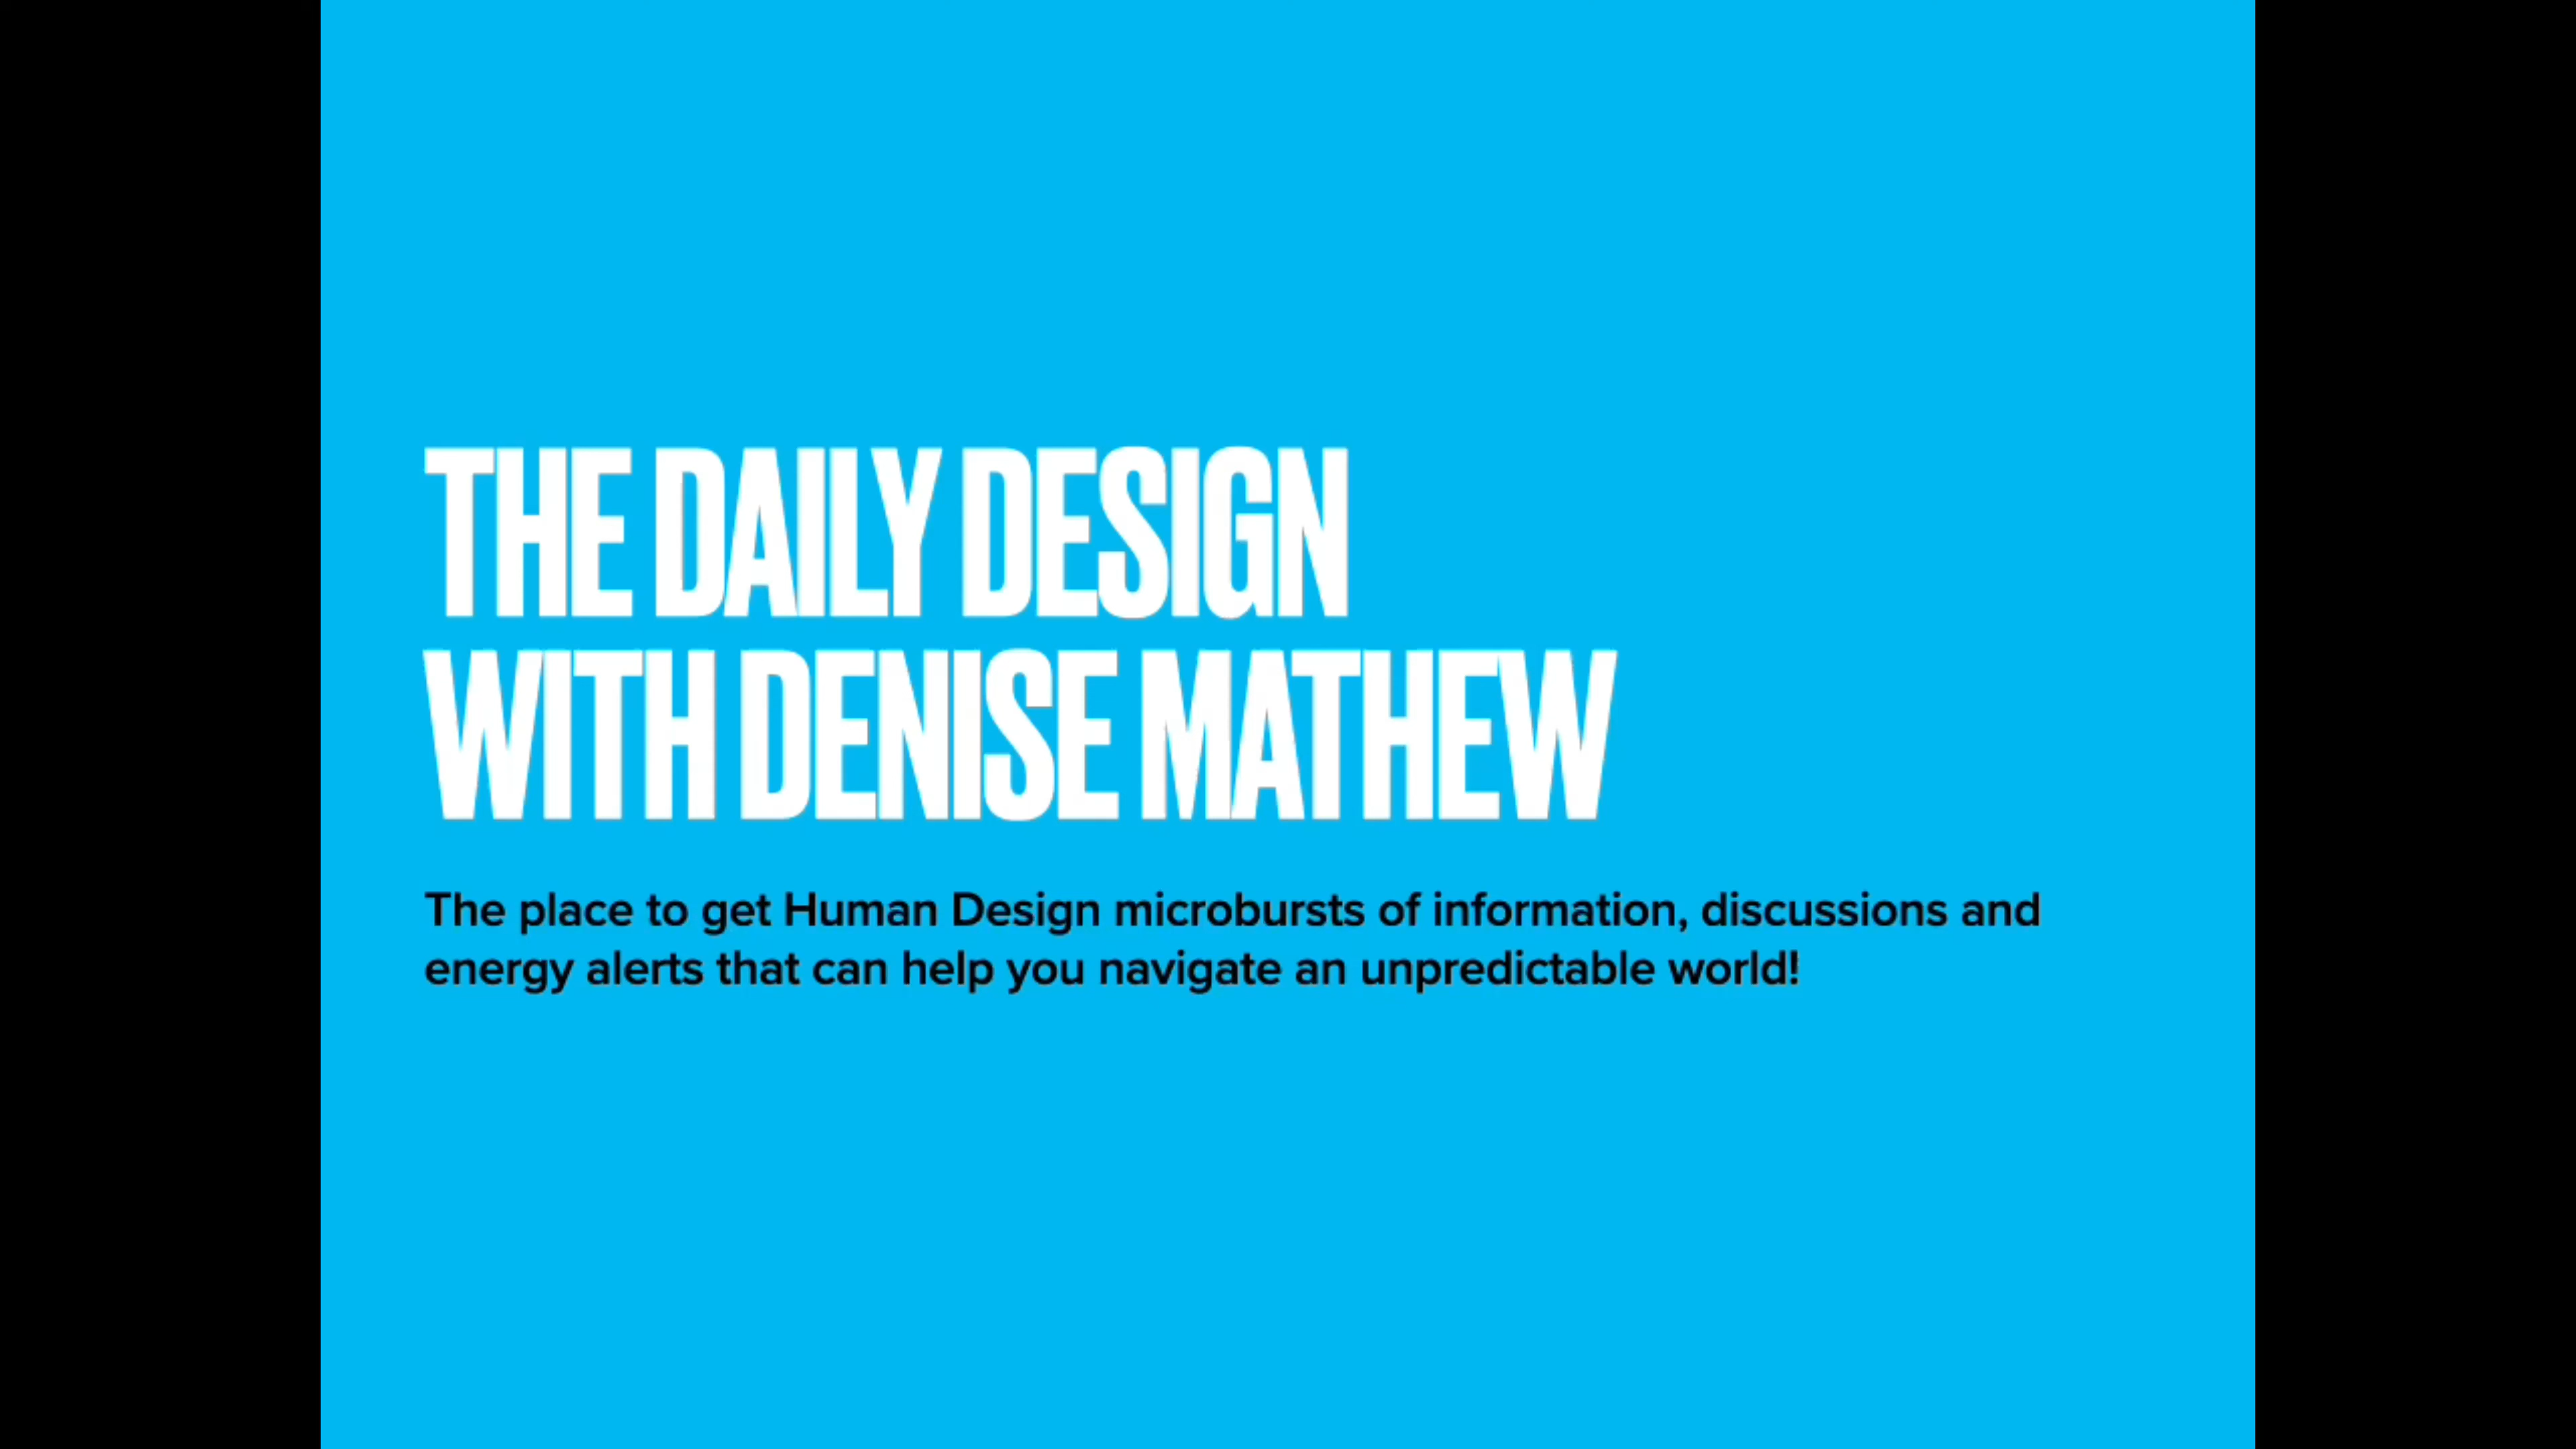 THE DAILY DESIGN
WITH DENISE MATHEW
The place to get Human Design microbursts of information, discussions and
energy alerts that can help you navigate an unpredictable world!